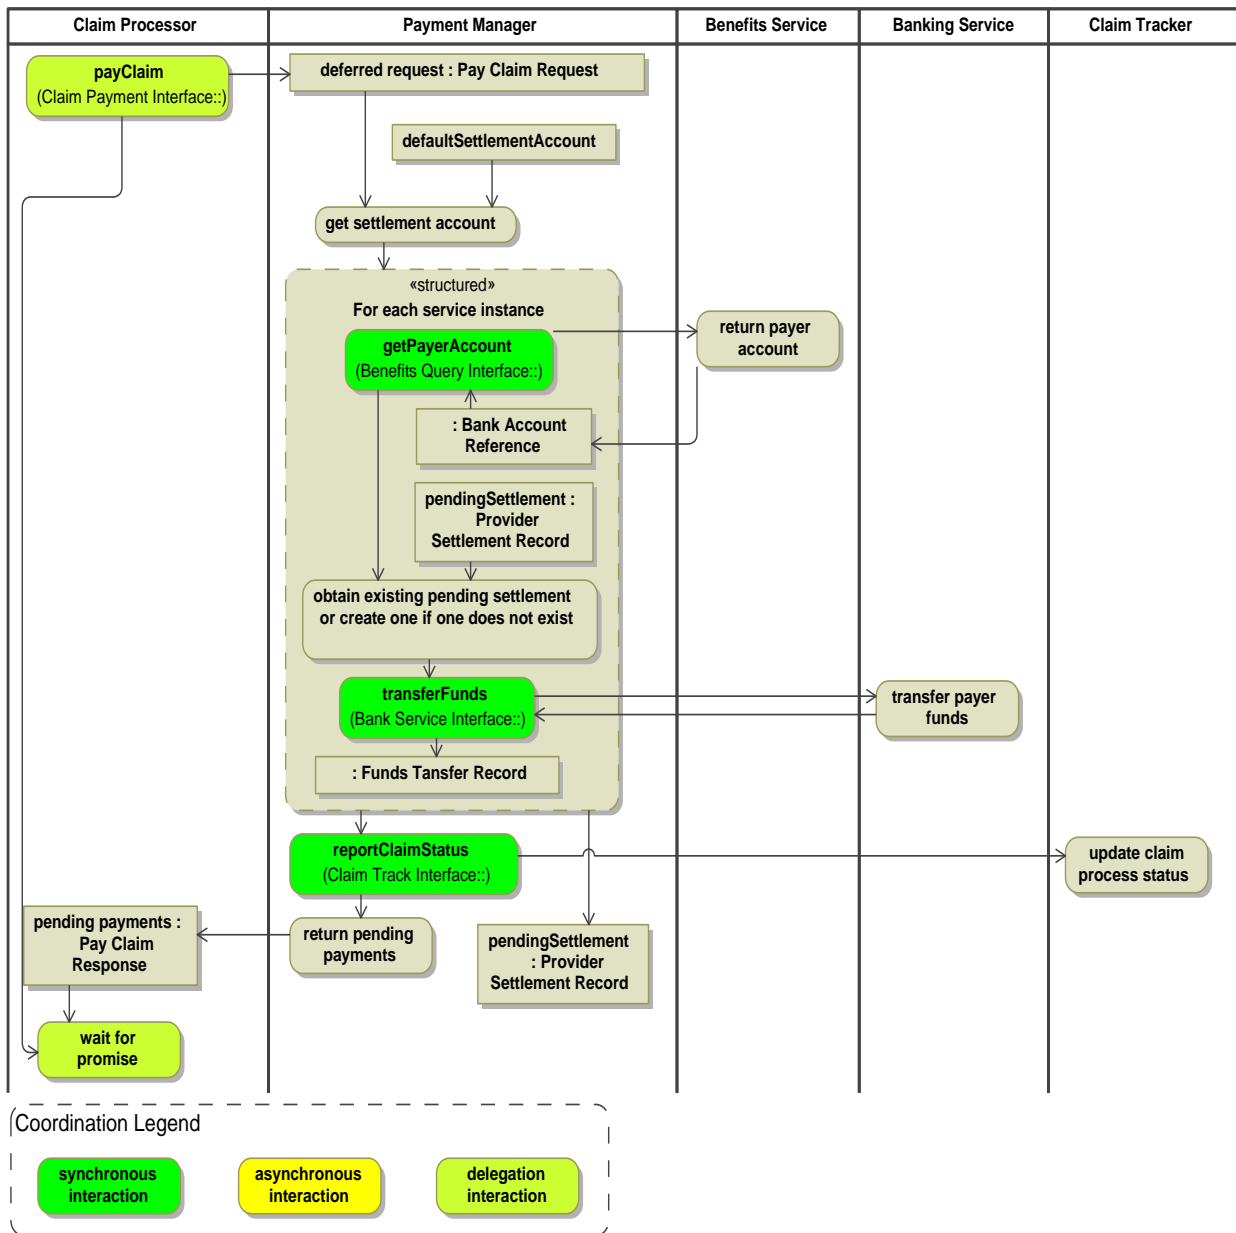 Claim Processor
Payment Manager
Benefits Service
Banking Service
Claim Tracker
payClaim
(Claim Payment Interface::)
deferred request : Pay Claim Request
defaultSettlementAccount
get settlement account
«structured»
For each service instance
getPayerAccount
(Benefits Query Interface::)
return payer
account
: Bank Account
Reference
pendingSettlement :
Provider
Settlement Record
obtain existing pending settlement
or create one if one does not exist
transferFunds
(Bank Service Interface::)
transfer payer
funds
: Funds Tansfer Record
reportClaimStatus
(Claim Track Interface::)
update claim
process status
pending payments :
Pay Claim
Response
return pending
payments
pendingSettlement
: Provider
Settlement Record
wait for
promise
Coordination Legend
synchronous
interaction
asynchronous
interaction
delegation
interaction